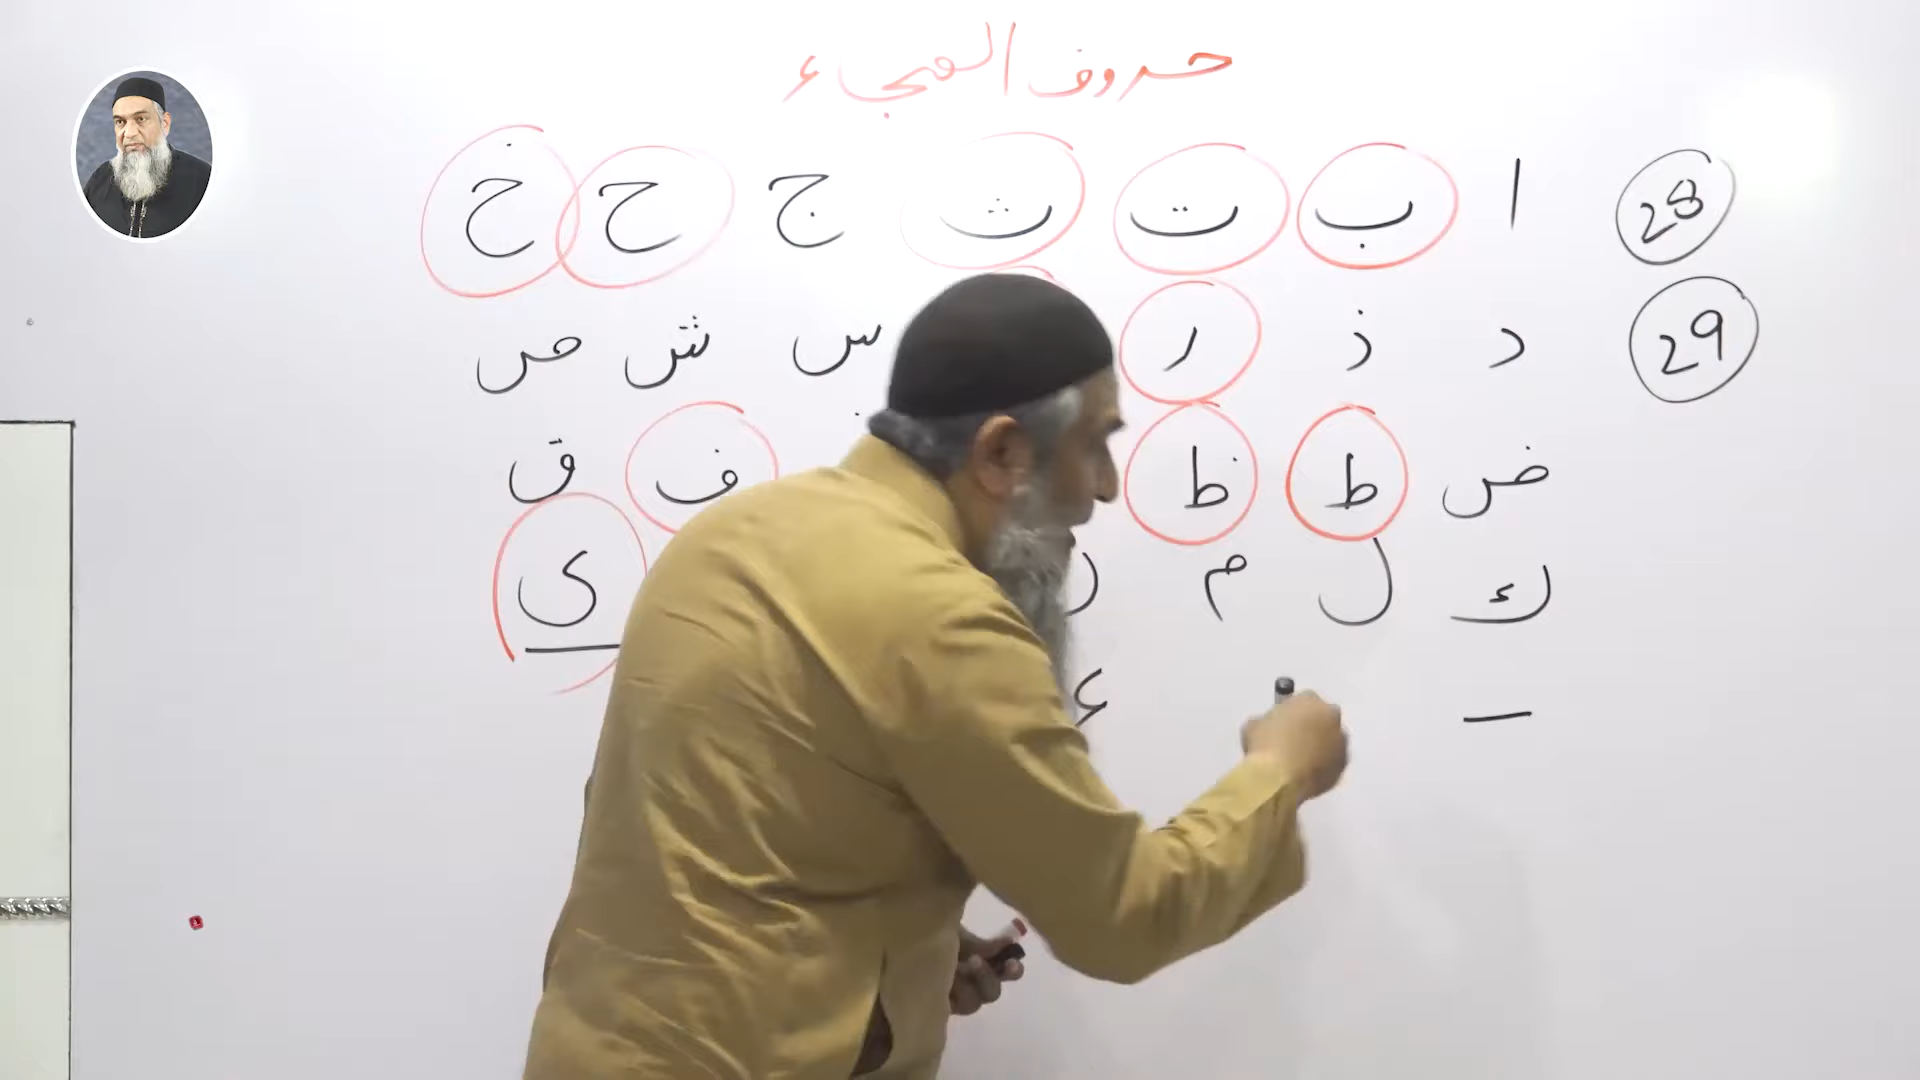 حروف الهجاء
ا ب ت ث ج ح خ 28
د ذ ر س ش ص 29
ض ط ظ ف ق
ك ل م ى
ء